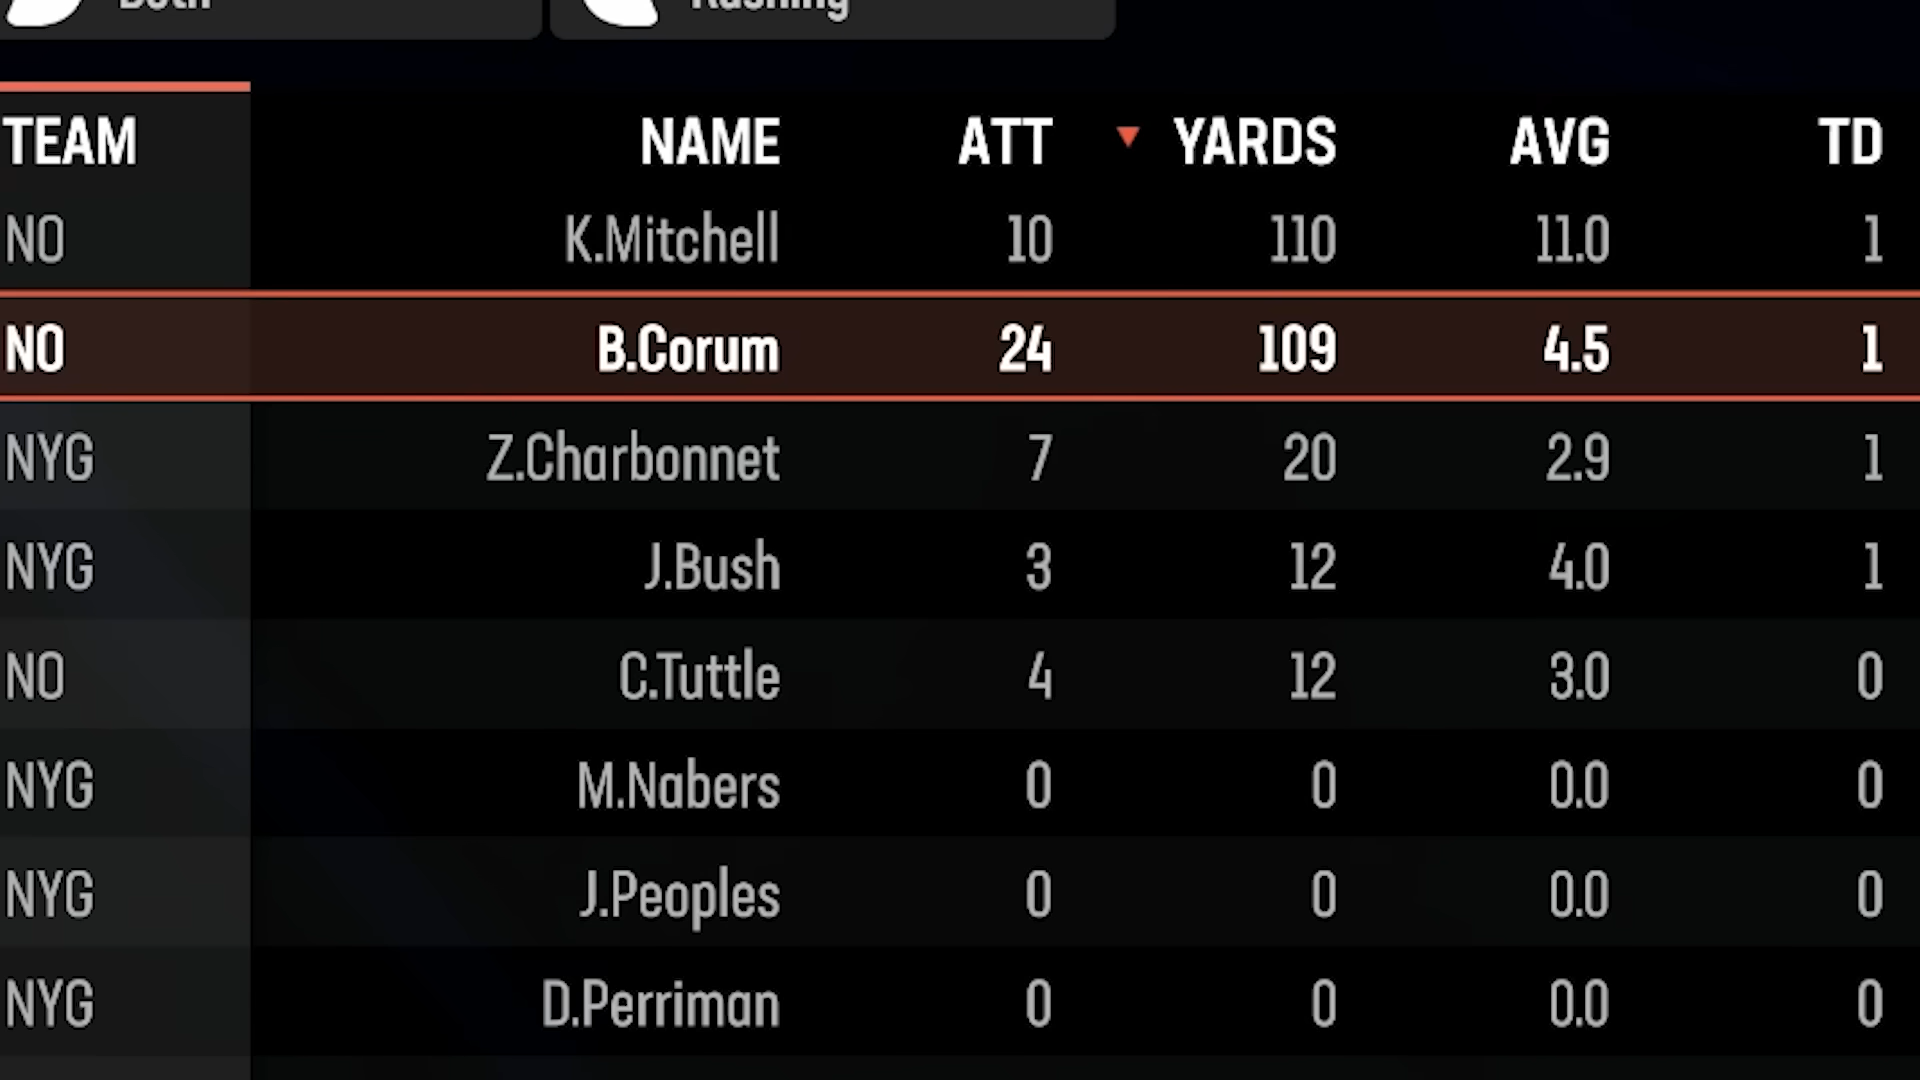 Both Rushing
TEAM NAME ATT ▼ YARDS AVG TD
NO K.Mitchell 10 110 11.0 1
NO B.Corum 24 109 4.5 1
NYG Z.Charbonnet 7 20 2.9 1
NYG J.Bush 3 12 4.0 1
NO C.Tuttle 4 12 3.0 0
NYG M.Nabers 0 0 0.0 0
NYG J.Peoples 0 0 0.0 0
NYG D.Perriman 0 0 0.0 0